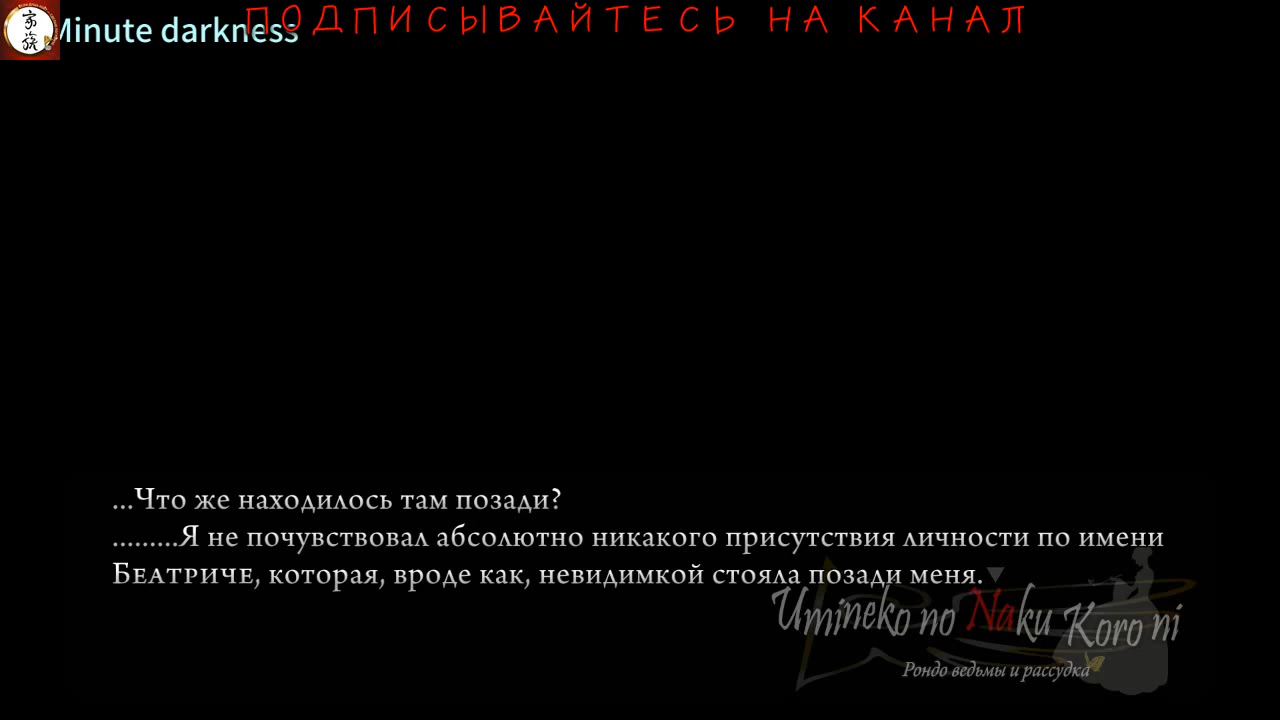 Minute darkness
ПОДПИСЫВАЙТЕСЬ НА КАНАЛ
...Что же находилось там позади?
.........Я не почувствовал абсолютно никакого присутствия личности по имени
БЕАТРИЧЕ, которая, вроде как, невидимкой стояла позади меня.
Umineko no Naku Koro ni
Рондо ведьмы и рассудка